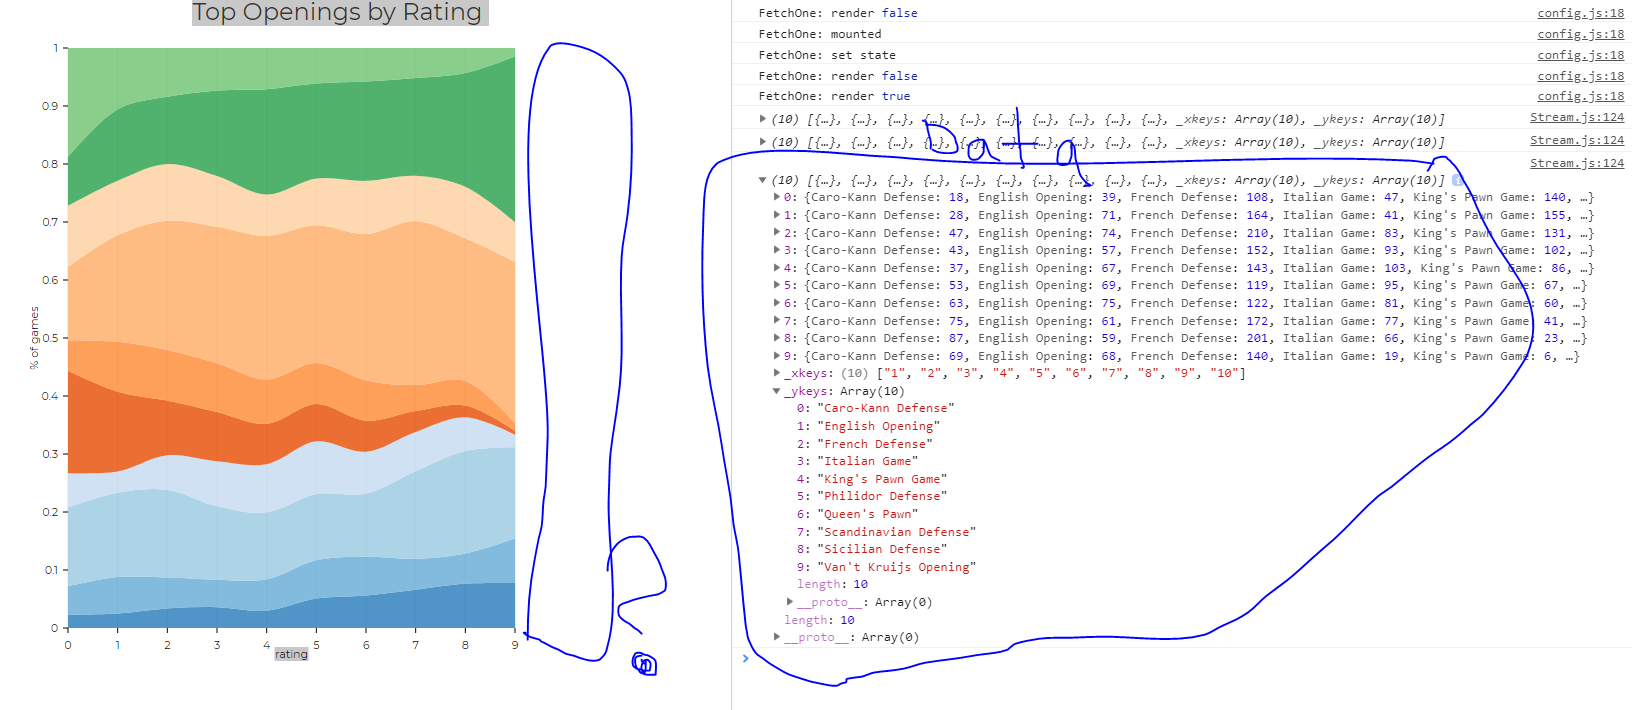 Top Openings by Rating
1
0.9
0.8
0.7
0.6
0.5
0.4
0.3
0.2
0.1
0
% of games
0 1 2 3 4 5 6 7 8 9
rating
?
FetchOne: render false config.js:18
FetchOne: mounted config.js:18
FetchOne: set state config.js:18
FetchOne: render false config.js:18
FetchOne: render true config.js:18
(10) [{…}, {…}, {…}, {…}, {…}, {…}, {…}, {…}, {…}, {…}, _xkeys: Array(10), _ykeys: Array(10)] Stream.js:124
(10) [{…}, {…}, {…}, {…}, {…}, {…}, {…}, {…}, {…}, {…}, _xkeys: Array(10), _ykeys: Array(10)] Stream.js:124
Data
Stream.js:124
(10) [{…}, {…}, {…}, {…}, {…}, {…}, {…}, {…}, {…}, {…}, _xkeys: Array(10), _ykeys: Array(10)] i
0: {Caro-Kann Defense: 18, English Opening: 39, French Defense: 108, Italian Game: 47, King's Pawn Game: 140, …}
1: {Caro-Kann Defense: 28, English Opening: 71, French Defense: 164, Italian Game: 41, King's Pawn Game: 155, …}
2: {Caro-Kann Defense: 47, English Opening: 74, French Defense: 210, Italian Game: 83, King's Pawn Game: 131, …}
3: {Caro-Kann Defense: 43, English Opening: 57, French Defense: 152, Italian Game: 93, King's Pawn Game: 102, …}
4: {Caro-Kann Defense: 37, English Opening: 67, French Defense: 143, Italian Game: 103, King's Pawn Game: 86, …}
5: {Caro-Kann Defense: 53, English Opening: 69, French Defense: 119, Italian Game: 95, King's Pawn Game: 67, …}
6: {Caro-Kann Defense: 63, English Opening: 75, French Defense: 122, Italian Game: 81, King's Pawn Game: 60, …}
7: {Caro-Kann Defense: 75, English Opening: 61, French Defense: 172, Italian Game: 77, King's Pawn Game: 41, …}
8: {Caro-Kann Defense: 87, English Opening: 59, French Defense: 201, Italian Game: 66, King's Pawn Game: 23, …}
9: {Caro-Kann Defense: 69, English Opening: 68, French Defense: 140, Italian Game: 19, King's Pawn Game: 6, …}
_xkeys: (10) ["1", "2", "3", "4", "5", "6", "7", "8", "9", "10"]
_ykeys: Array(10)
0: "Caro-Kann Defense"
1: "English Opening"
2: "French Defense"
3: "Italian Game"
4: "King's Pawn Game"
5: "Philidor Defense"
6: "Queen's Pawn"
7: "Scandinavian Defense"
8: "Sicilian Defense"
9: "Van't Kruijs Opening"
length: 10
__proto__: Array(0)
length: 10
__proto__: Array(0)